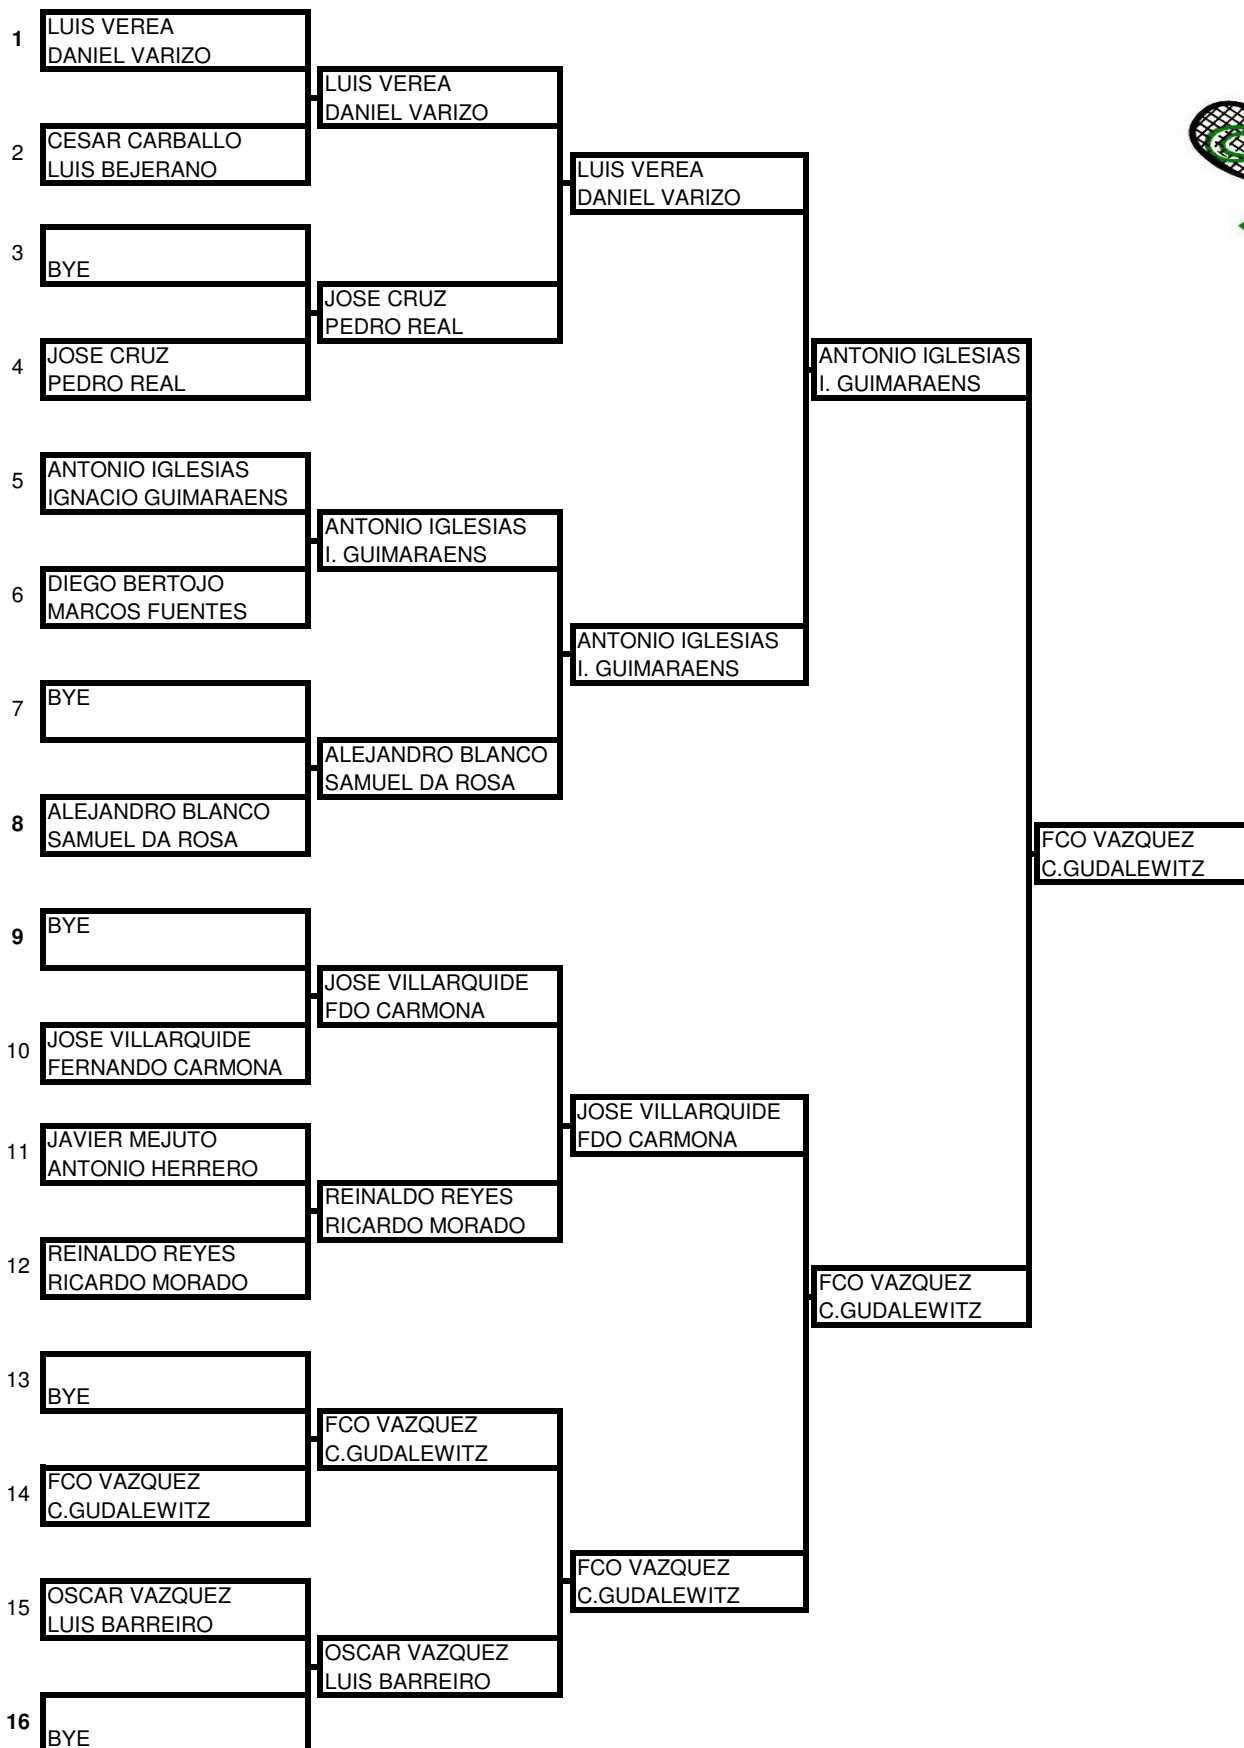 1
LUIS VEREA
DANIEL VARIZO
LUIS VEREA
DANIEL VARIZO
2
CESAR CARBALLO
LUIS BEJERANO
LUIS VEREA
DANIEL VARIZO
3
BYE
JOSE CRUZ
PEDRO REAL
4
JOSE CRUZ
PEDRO REAL
ANTONIO IGLESIAS
I. GUIMARAENS
5
ANTONIO IGLESIAS
IGNACIO GUIMARAENS
ANTONIO IGLESIAS
I. GUIMARAENS
6
DIEGO BERTOJO
MARCOS FUENTES
ANTONIO IGLESIAS
I. GUIMARAENS
7
BYE
ALEJANDRO BLANCO
SAMUEL DA ROSA
8
ALEJANDRO BLANCO
SAMUEL DA ROSA
FCO VAZQUEZ
C.GUDALEWITZ
9
BYE
JOSE VILLARQUIDE
FDO CARMONA
10
JOSE VILLARQUIDE
FERNANDO CARMONA
JOSE VILLARQUIDE
FDO CARMONA
11
JAVIER MEJUTO
ANTONIO HERRERO
REINALDO REYES
RICARDO MORADO
12
REINALDO REYES
RICARDO MORADO
FCO VAZQUEZ
C.GUDALEWITZ
13
BYE
FCO VAZQUEZ
C.GUDALEWITZ
14
FCO VAZQUEZ
C.GUDALEWITZ
FCO VAZQUEZ
C.GUDALEWITZ
15
OSCAR VAZQUEZ
LUIS BARREIRO
OSCAR VAZQUEZ
LUIS BARREIRO
16
BYE